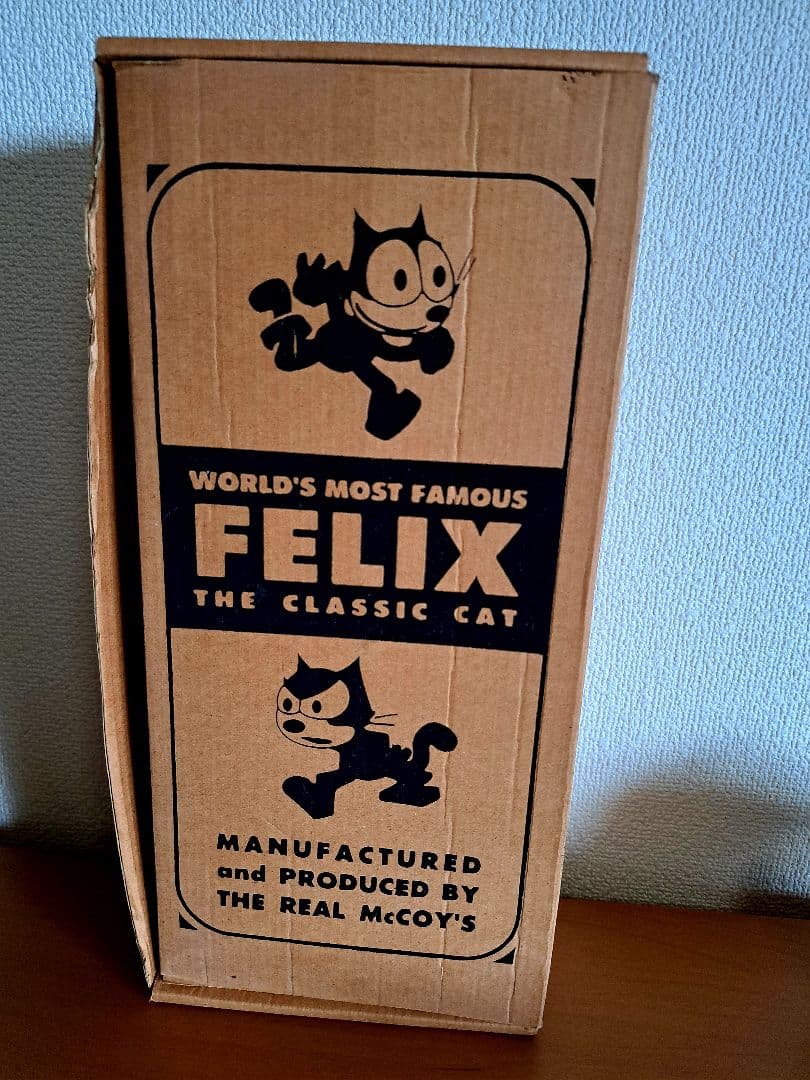 WORLD'S MOST FAMOUS
FELIX
THE CLASSIC CAT
MANUFACTURED
and PRODUCED BY
THE REAL McCOY'S